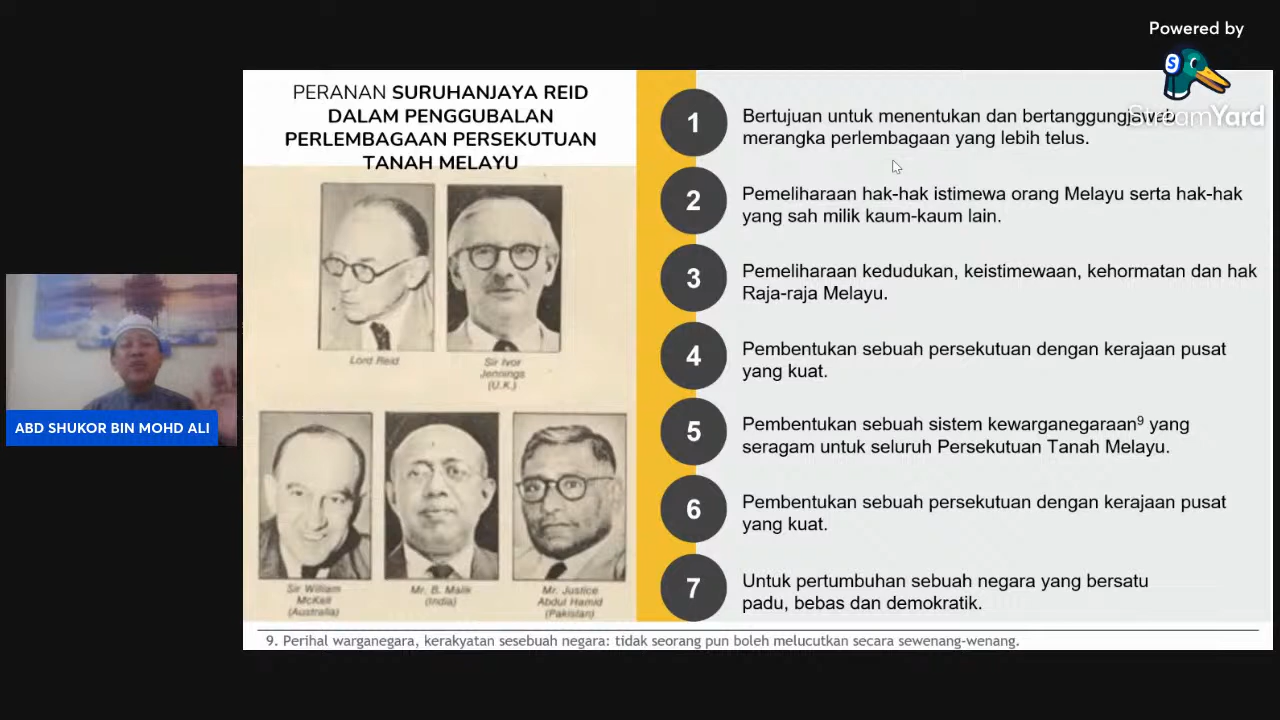 Powered by
StreamYard
PERANAN SURUHANJAYA REID
DALAM PENGGUBALAN
PERLEMBAGAAN PERSEKUTUAN
TANAH MELAYU
Lord Reid
Sir Ivor
Jennings
(U.K.)
Sir William
McKell
(Australia)
Mr. B. Malik
(India)
Mr. Justice
Abdul Hamid
(Pakistan)
1
Bertujuan untuk menentukan dan bertanggungjawab
merangka perlembagaan yang lebih telus.
2
Pemeliharaan hak-hak istimewa orang Melayu serta hak-hak
yang sah milik kaum-kaum lain.
3
Pemeliharaan kedudukan, keistimewaan, kehormatan dan hak
Raja-raja Melayu.
4
Pembentukan sebuah persekutuan dengan kerajaan pusat
yang kuat.
5
Pembentukan sebuah sistem kewarganegaraan⁹ yang
seragam untuk seluruh Persekutuan Tanah Melayu.
6
Pembentukan sebuah persekutuan dengan kerajaan pusat
yang kuat.
7
Untuk pertumbuhan sebuah negara yang bersatu
padu, bebas dan demokratik.
9. Perihal warganegara, kerakyatan sesebuah negara: tidak seorang pun boleh melucutkan secara sewenang-wenang.
ABD SHUKOR BIN MOHD ALI